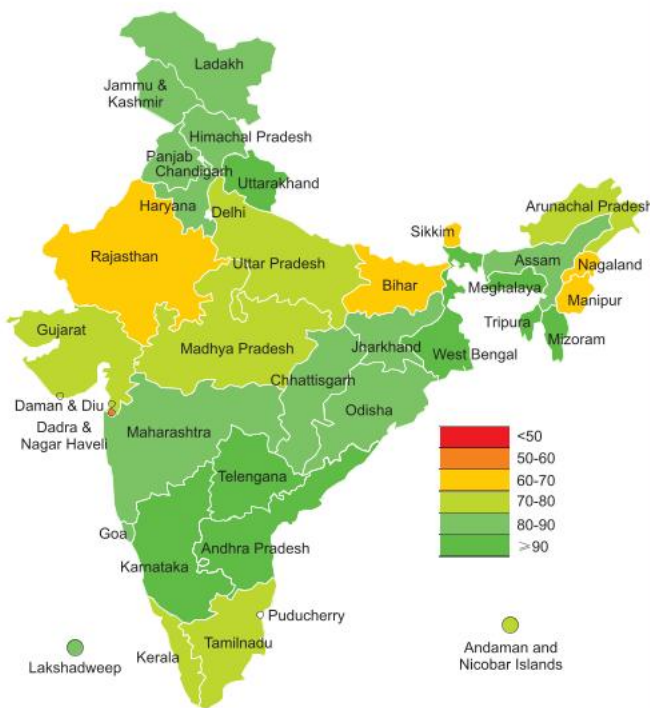 Ladakh
Jammu &
Kashmir
Himachal Pradesh
Panjab
Chandigarh
Uttarakhand
Haryana
Delhi
Arunachal Pradesh
Sikkim
Rajasthan
Uttar Pradesh
Assam
Nagaland
Bihar
Meghalaya
Manipur
Gujarat
Tripura
Jharkhand
Mizoram
Madhya Pradesh
West Bengal
Chhattisgarh
Daman & Diu
Odisha
Dadra &
Nagar Haveli
Maharashtra
<50
50-60
Telengana
60-70
70-80
80-90
Goa
≥90
Andhra Pradesh
Karnataka
Puducherry
Tamilnadu
Kerala
Lakshadweep
Andaman and
Nicobar Islands